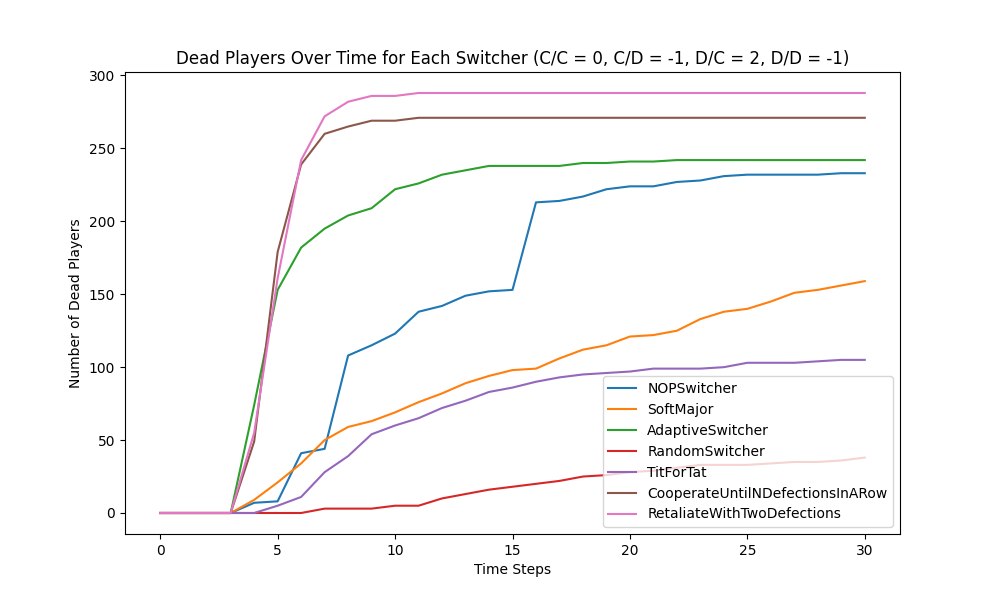 Dead Players Over Time for Each Switcher (C/C = 0, C/D = -1, D/C = 2, D/D = -1)
300
250
200
150
100
50
0
Number of Dead Players
NOPSwitcher
SoftMajor
AdaptiveSwitcher
RandomSwitcher
TitForTat
CooperateUntilNDefectionsInARow
RetaliateWithTwoDefections
0 5 10 15 20 25 30
Time Steps